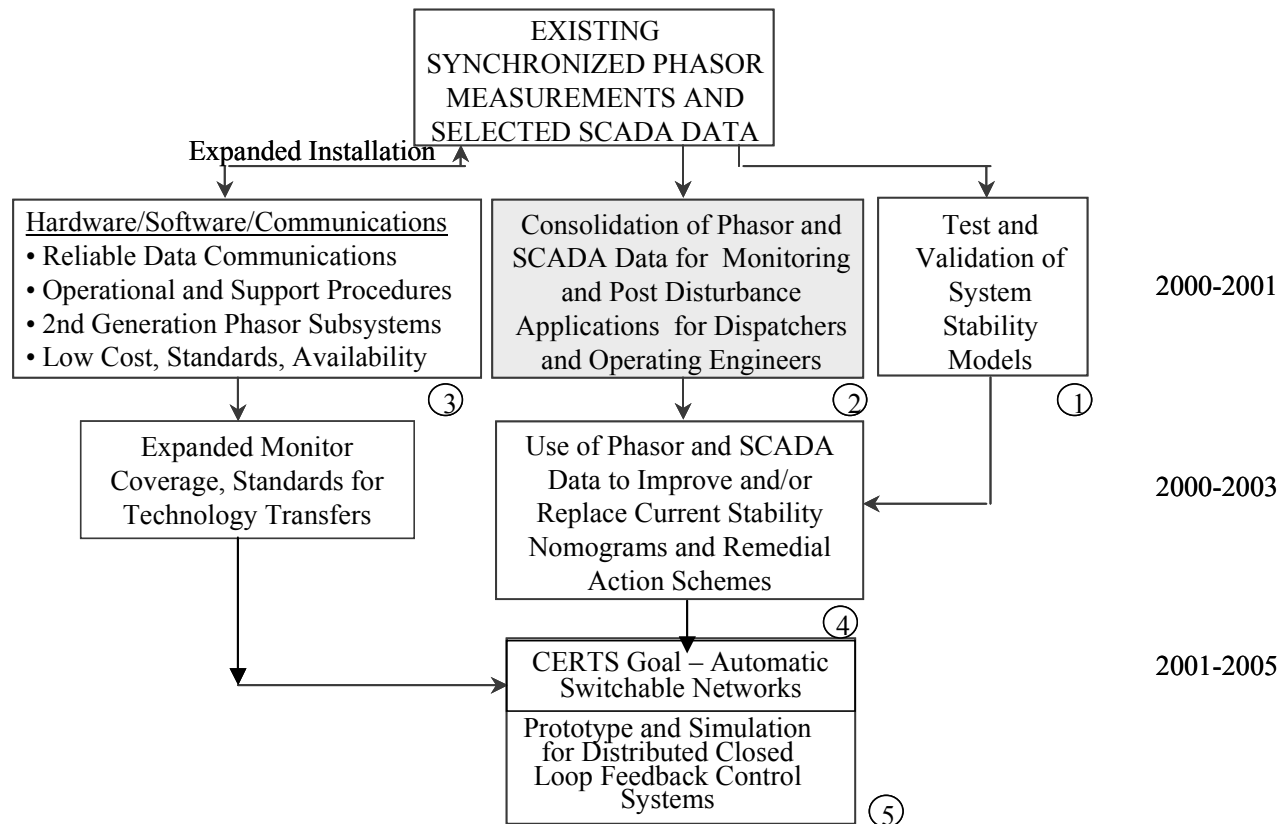 EXISTING
SYNCHRONIZED PHASOR
MEASUREMENTS AND
SELECTED SCADA DATA
Expanded Installation
Hardware/Software/Communications
• Reliable Data Communications
• Operational and Support Procedures
• 2nd Generation Phasor Subsystems
• Low Cost, Standards, Availability
3
Consolidation of Phasor and
SCADA Data for Monitoring
and Post Disturbance
Applications for Dispatchers
and Operating Engineers
2
Test and
Validation of
System
Stability
Models
1
2000-2001
Expanded Monitor
Coverage, Standards for
Technology Transfers
Use of Phasor and SCADA
Data to Improve and/or
Replace Current Stability
Nomograms and Remedial
Action Schemes
4
2000-2003
CERTS Goal – Automatic
Switchable Networks
Prototype and Simulation
for Distributed Closed
Loop Feedback Control
Systems
5
2001-2005